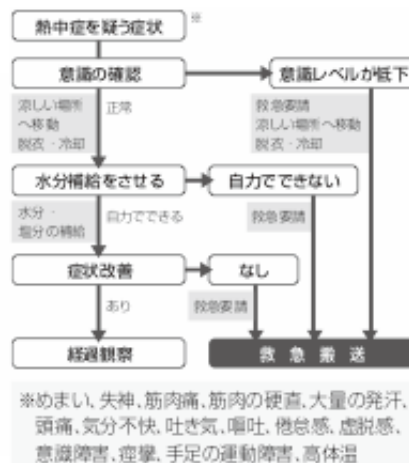 熱中症を疑う症状 ※
意識の確認
意識レベルが低下
涼しい場所
へ移動
脱衣・冷却
正常
救急要請
涼しい場所へ移動
脱衣・冷却
水分補給をさせる
自力でできない
水分・
塩分の補給
自力でできる
救急要請
症状改善
なし
あり
救急要請
経過観察
救急搬送
※めまい、失神、筋肉痛、筋肉の硬直、大量の発汗、
頭痛、気分不快、吐き気、嘔吐、倦怠感、虚脱感、
意識障害、痙攣、手足の運動障害、高体温